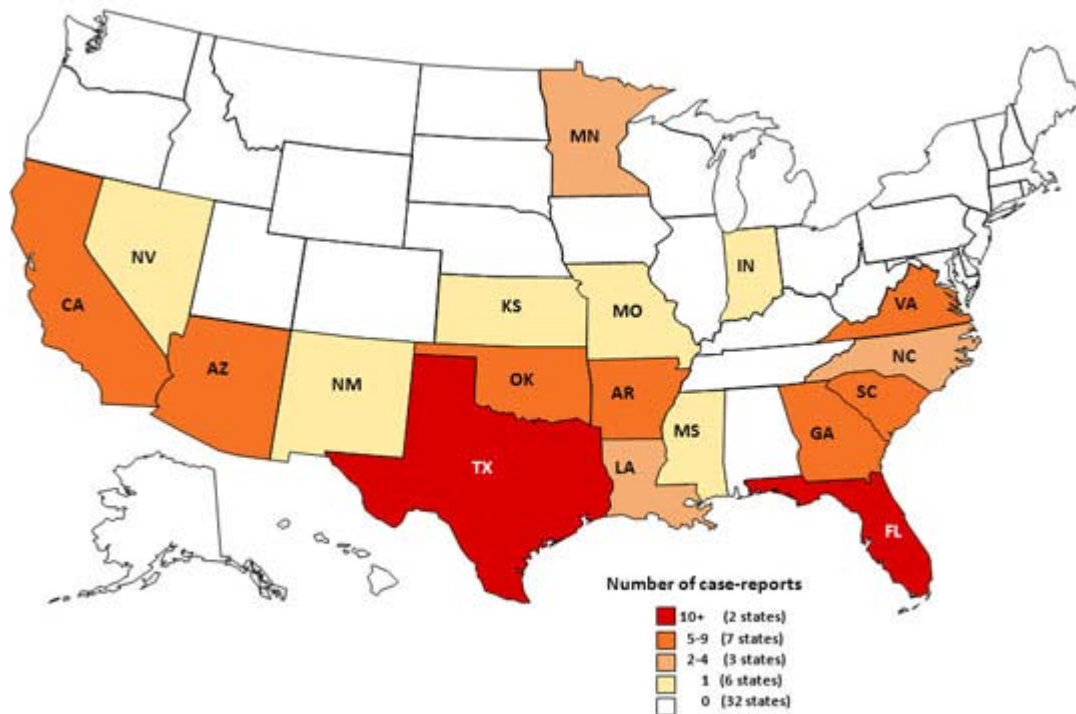 MN
NV
IN
CA
KS
MO
VA
AZ
NM
OK
AR
NC
SC
MS
GA
TX
LA
FL
Number of case-reports
10+ (2 states)
5-9 (7 states)
2-4 (3 states)
1 (6 states)
0 (32 states)